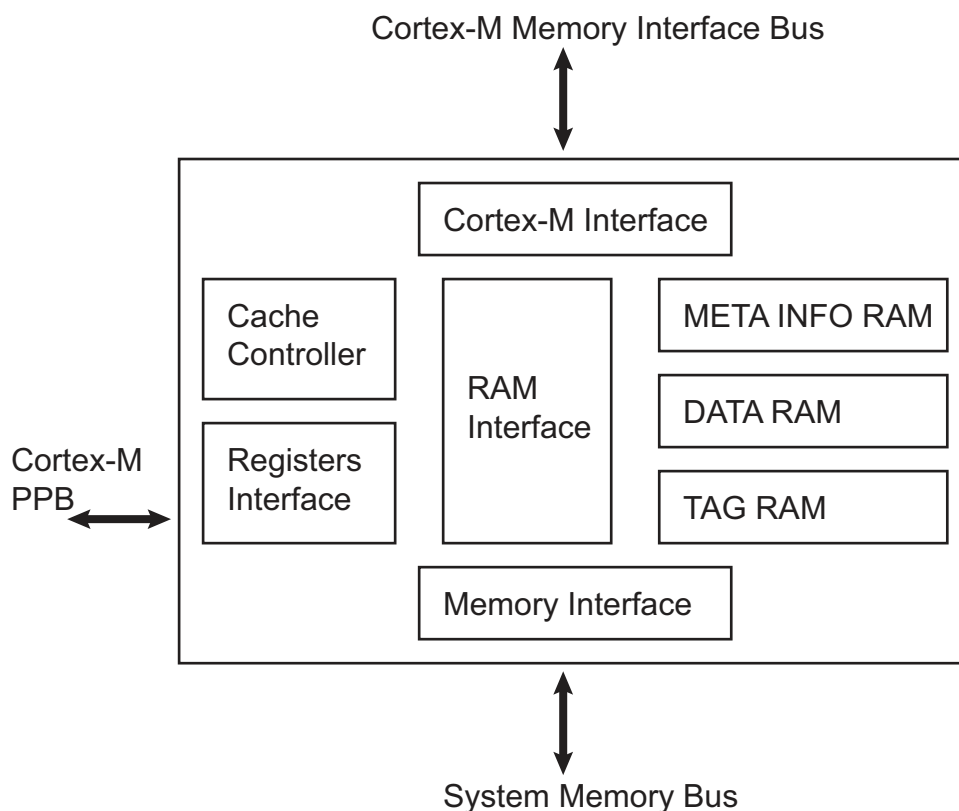 Cortex-M Memory Interface Bus
Cortex-M Interface
Cache
Controller
RAM
Interface
META INFO RAM
DATA RAM
TAG RAM
Cortex-M
PPB
Registers
Interface
Memory Interface
System Memory Bus